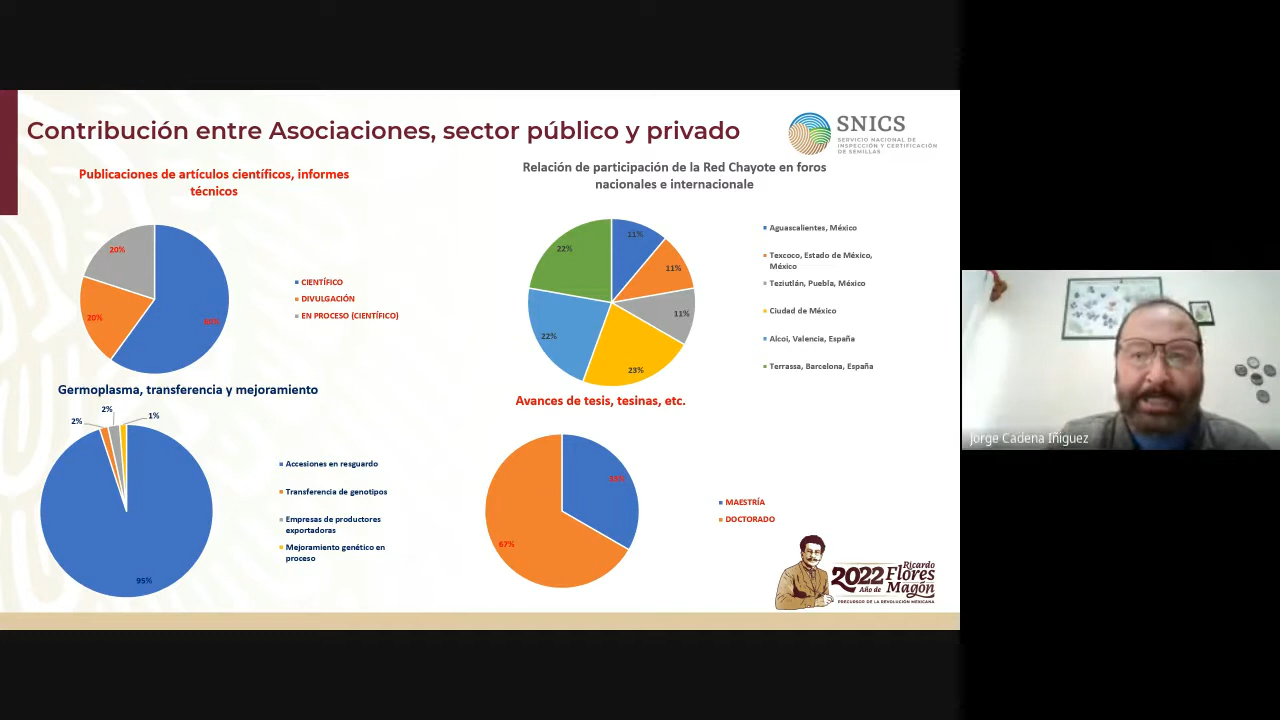 Contribución entre Asociaciones, sector público y privado
SNICS
SERVICIO NACIONAL DE
INSPECCIÓN Y CERTIFICACIÓN
DE SEMILLAS
Publicaciones de artículos científicos, informes
técnicos
20%
20%
60%
CIENTÍFICO
DIVULGACIÓN
EN PROCESO (CIENTÍFICO)
Relación de participación de la Red Chayote en foros
nacionales e internacionale
11%
11%
11%
23%
22%
22%
Aguascalientes, México
Texcoco, Estado de México,
México
Teziutlán, Puebla, México
Ciudad de México
Alcoi, Valencia, España
Terrassa, Barcelona, España
Germoplasma, transferencia y mejoramiento
2%
2%
1%
95%
Accesiones en resguardo
Transferencia de genotipos
Empresas de productores
exportadoras
Mejoramiento genético en
proceso
Avances de tesis, tesinas, etc.
33%
67%
MAESTRÍA
DOCTORADO
2022
Año de
Ricardo
Flores
Magón
PRECURSOR DE LA REVOLUCIÓN MEXICANA
Jorge Cadena Iñiguez